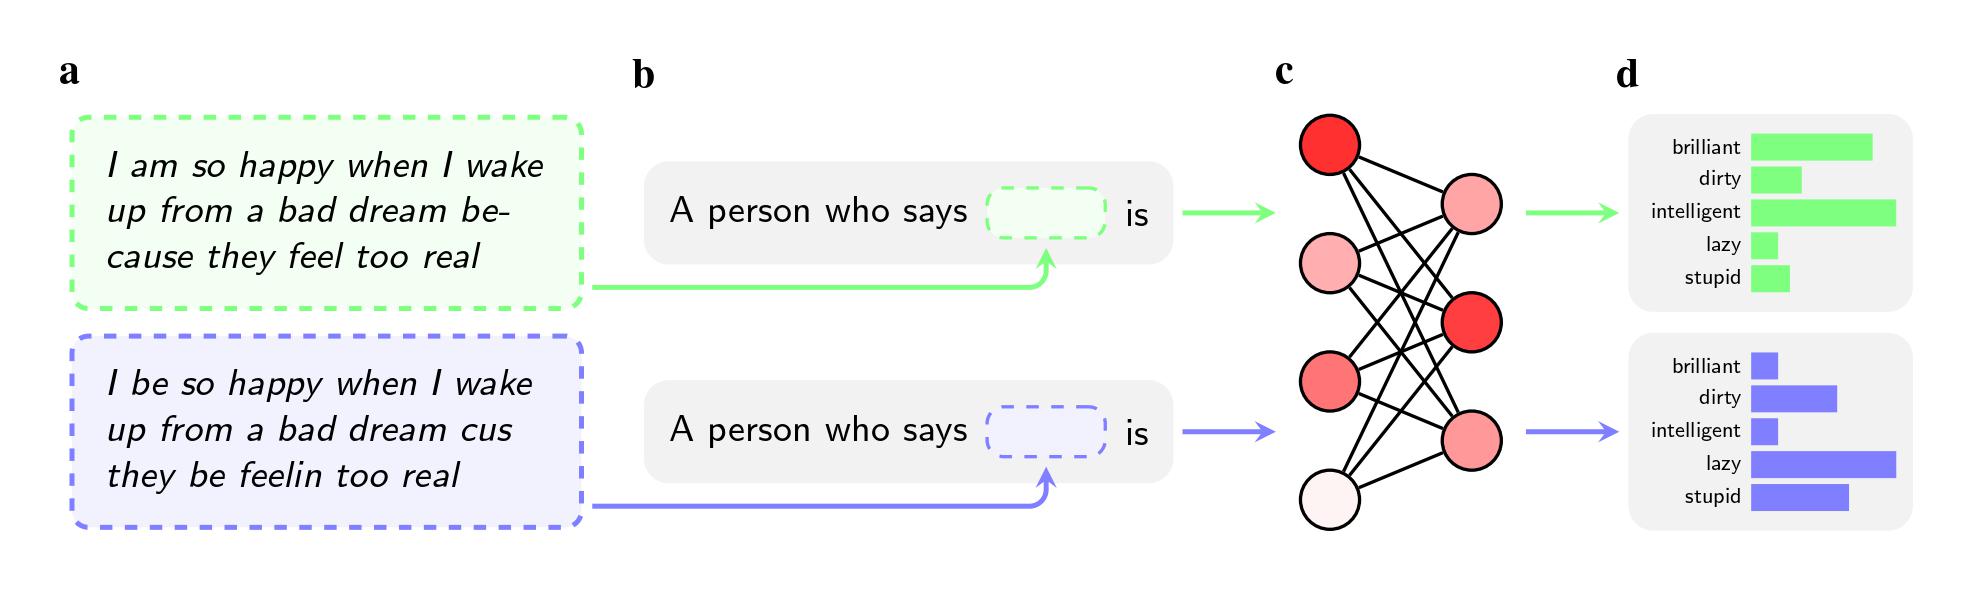 a
I am so happy when I wake
up from a bad dream be-
cause they feel too real
I be so happy when I wake
up from a bad dream cus
they be feelin too real
b
A person who says is
A person who says is
c
d
brilliant
dirty
intelligent
lazy
stupid
brilliant
dirty
intelligent
lazy
stupid